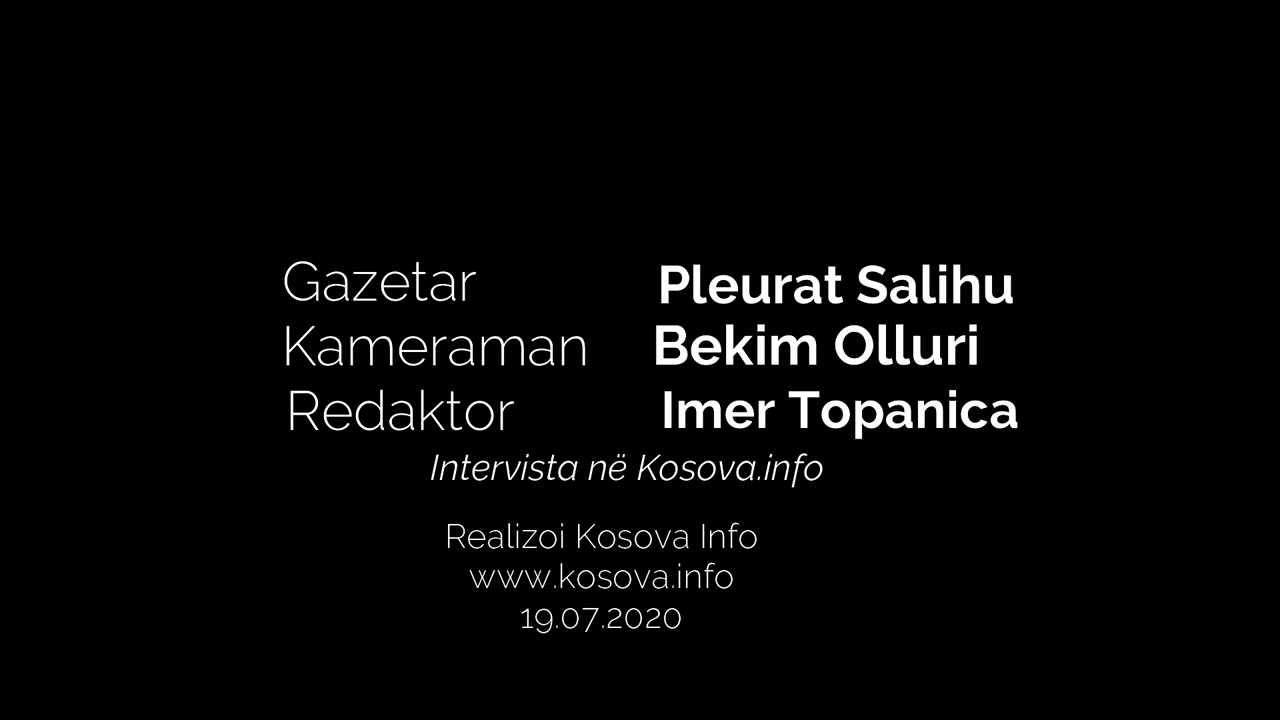 Gazetar Pleurat Salihu
Kameraman Bekim Olluri
Redaktor Imer Topanica
Intervista në Kosova.info
Realizoi Kosova Info
www.kosova.info
19.07.2020